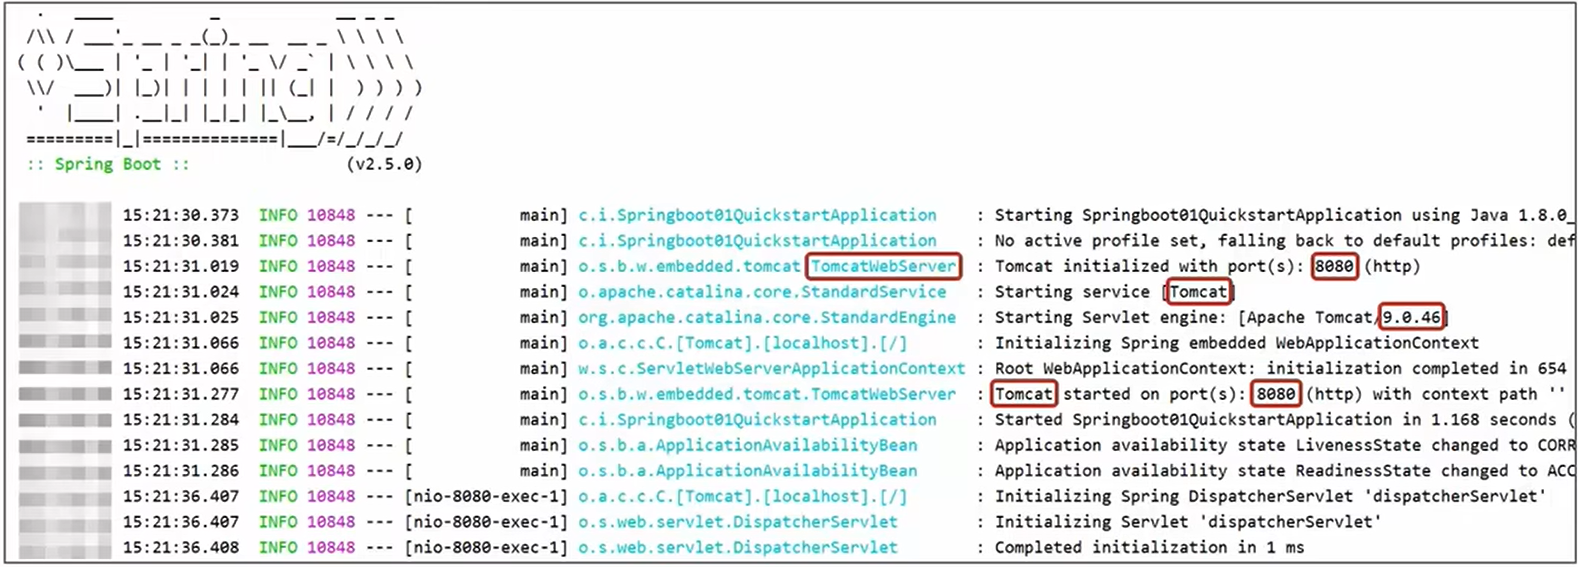 :: Spring Boot :: (v2.5.0)
15:21:30.373 INFO 10848 --- [ main] c.i.Springboot01QuickstartApplication : Starting Springboot01QuickstartApplication using Java 1.8.0_
15:21:30.381 INFO 10848 --- [ main] c.i.Springboot01QuickstartApplication : No active profile set, falling back to default profiles: def
15:21:31.019 INFO 10848 --- [ main] o.s.b.w.embedded.tomcat TomcatWebServer : Tomcat initialized with port(s): 8080 (http)
15:21:31.024 INFO 10848 --- [ main] o.apache.catalina.core.StandardService : Starting service [Tomcat]
15:21:31.025 INFO 10848 --- [ main] org.apache.catalina.core.StandardEngine : Starting Servlet engine: [Apache Tomcat/9.0.46]
15:21:31.066 INFO 10848 --- [ main] o.a.c.c.C.[Tomcat].[localhost].[/] : Initializing Spring embedded WebApplicationContext
15:21:31.066 INFO 10848 --- [ main] w.s.c.ServletWebServerApplicationContext : Root WebApplicationContext: initialization completed in 654
15:21:31.277 INFO 10848 --- [ main] o.s.b.w.embedded.tomcat.TomcatWebServer : Tomcat started on port(s): 8080 (http) with context path ''
15:21:31.284 INFO 10848 --- [ main] c.i.Springboot01QuickstartApplication : Started Springboot01QuickstartApplication in 1.168 seconds (
15:21:31.285 INFO 10848 --- [ main] o.s.b.a.ApplicationAvailabilityBean : Application availability state LivenessState changed to CORR
15:21:31.286 INFO 10848 --- [ main] o.s.b.a.ApplicationAvailabilityBean : Application availability state ReadinessState changed to ACC
15:21:36.407 INFO 10848 --- [nio-8080-exec-1] o.a.c.c.C.[Tomcat].[localhost].[/] : Initializing Spring DispatcherServlet 'dispatcherServlet'
15:21:36.407 INFO 10848 --- [nio-8080-exec-1] o.s.web.servlet.DispatcherServlet : Initializing Servlet 'dispatcherServlet'
15:21:36.408 INFO 10848 --- [nio-8080-exec-1] o.s.web.servlet.DispatcherServlet : Completed initialization in 1 ms